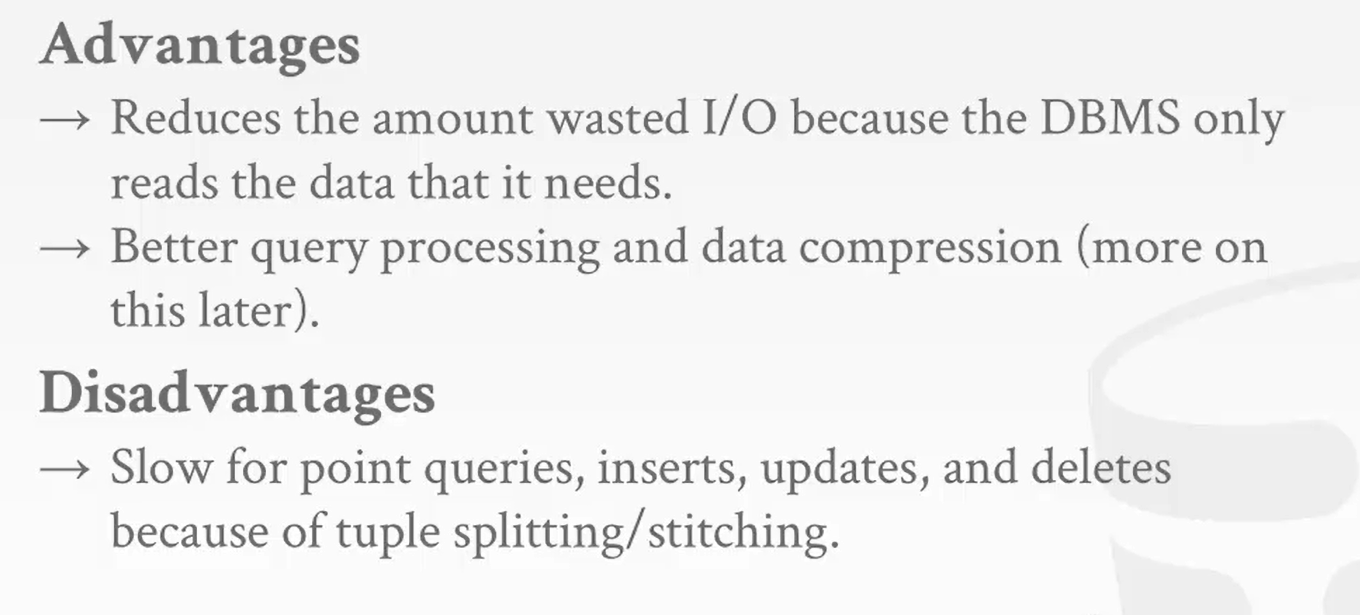 Advantages
→ Reduces the amount wasted I/O because the DBMS only
reads the data that it needs.
→ Better query processing and data compression (more on
this later).
Disadvantages
→ Slow for point queries, inserts, updates, and deletes
because of tuple splitting/stitching.